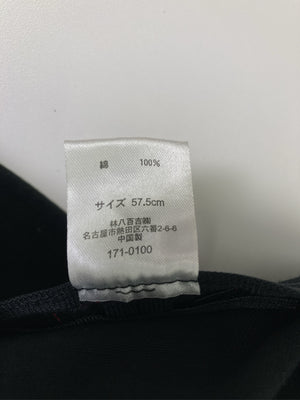 綿 100%
サイズ 57.5cm
林八百吉㈱
名古屋市熱田区六番2-6-6
中国製
171-0100